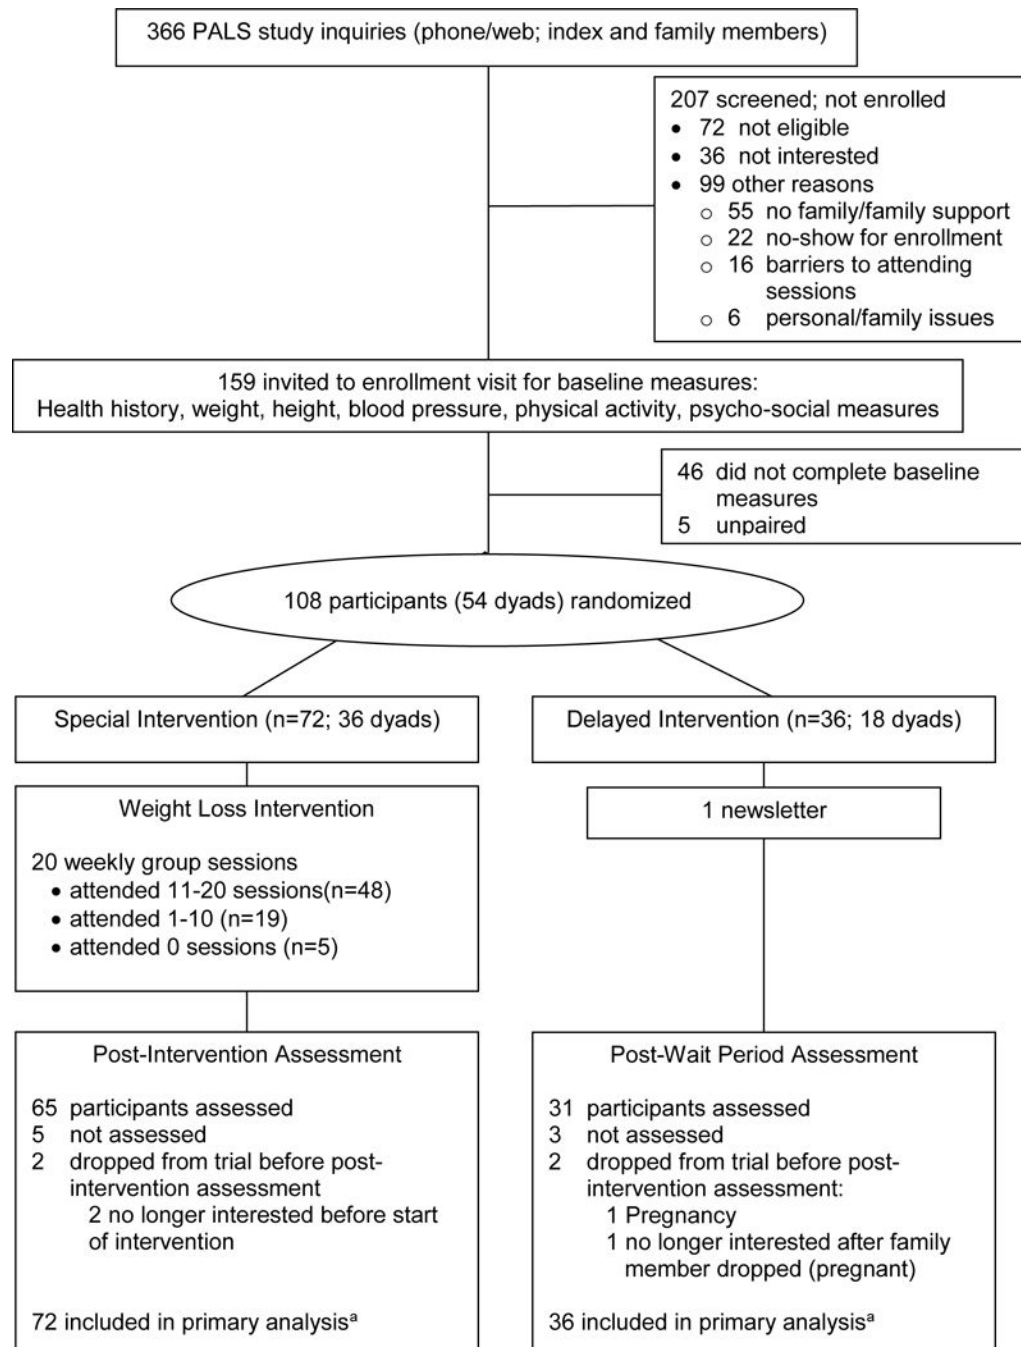 366 PALS study inquiries (phone/web; index and family members)
207 screened; not enrolled
• 72 not eligible
• 36 not interested
• 99 other reasons
o 55 no family/family support
o 22 no-show for enrollment
o 16 barriers to attending
sessions
o 6 personal/family issues
159 invited to enrollment visit for baseline measures:
Health history, weight, height, blood pressure, physical activity, psycho-social measures
46 did not complete baseline
measures
5 unpaired
108 participants (54 dyads) randomized
Special Intervention (n=72; 36 dyads)
Delayed Intervention (n=36; 18 dyads)
Weight Loss Intervention
20 weekly group sessions
• attended 11-20 sessions(n=48)
• attended 1-10 (n=19)
• attended 0 sessions (n=5)
1 newsletter
Post-Intervention Assessment
65 participants assessed
5 not assessed
2 dropped from trial before post-
intervention assessment
2 no longer interested before start
of intervention
72 included in primary analysisᵃ
Post-Wait Period Assessment
31 participants assessed
3 not assessed
2 dropped from trial before post-
intervention assessment:
1 Pregnancy
1 no longer interested after family
member dropped (pregnant)
36 included in primary analysisᵃ